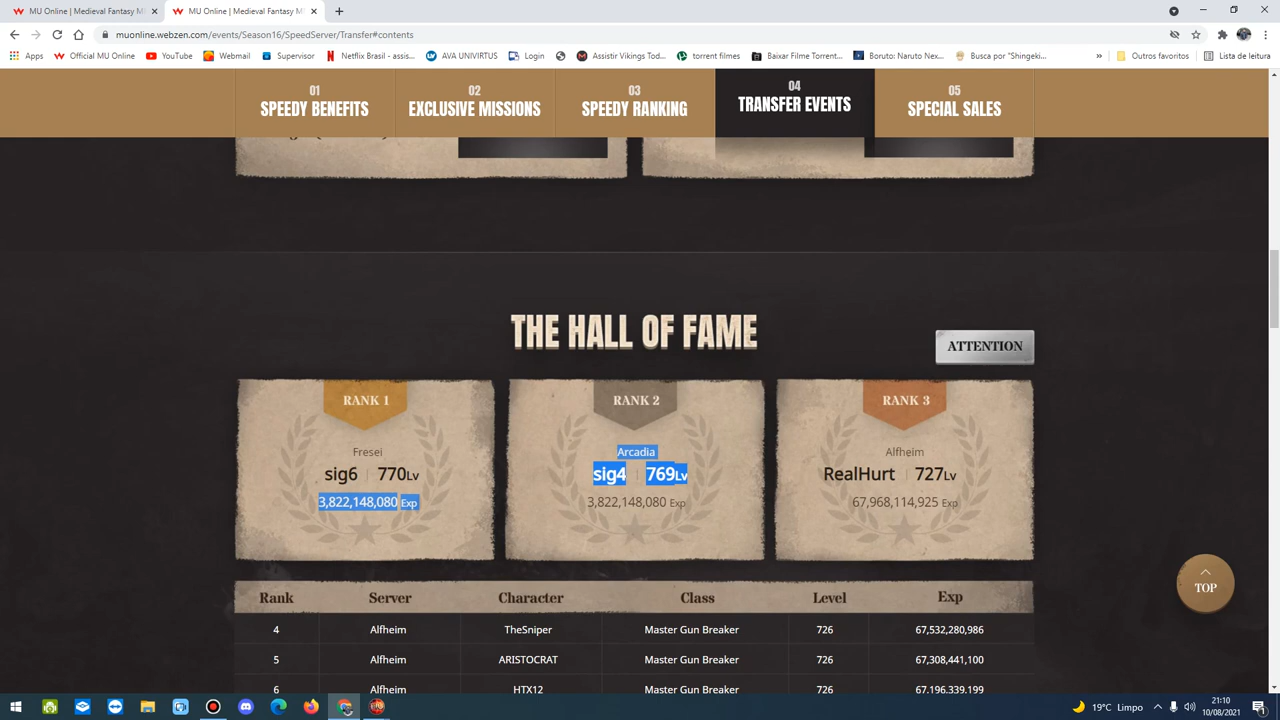 MU Online | Medieval Fantasy M
MU Online | Medieval Fantasy M
muonline.webzen.com/events/Season16/SpeedServer/Transfer#contents
Apps
Official MU Online
YouTube
Webmail
Supervisor
Netflix Brasil - assis...
AVA UNIVIRTUS
Login
Assistir Vikings Tod...
torrent filmes
Baixar Filme Torrent...
Boruto: Naruto Nex...
Busca por "Shingeki...
»
Outros favoritos
Lista de leitura
01
SPEEDY BENEFITS
02
EXCLUSIVE MISSIONS
03
SPEEDY RANKING
04
TRANSFER EVENTS
05
SPECIAL SALES
THE HALL OF FAME
ATTENTION
RANK 1
Fresei
sig6 770Lv
3,822,148,080 Exp
RANK 2
Arcadia
sig4 769Lv
3,822,148,080 Exp
RANK 3
Alfheim
RealHurt 727Lv
67,968,114,925 Exp
TOP
Rank Server Character Class Level Exp
4 Alfheim TheSniper Master Gun Breaker 726 67,532,280,986
5 Alfheim ARISTOCRAT Master Gun Breaker 726 67,308,441,100
6 Alfheim HTX12 Master Gun Breaker 726 67,196,339,199
19°C Limpo
21:10
10/08/2021